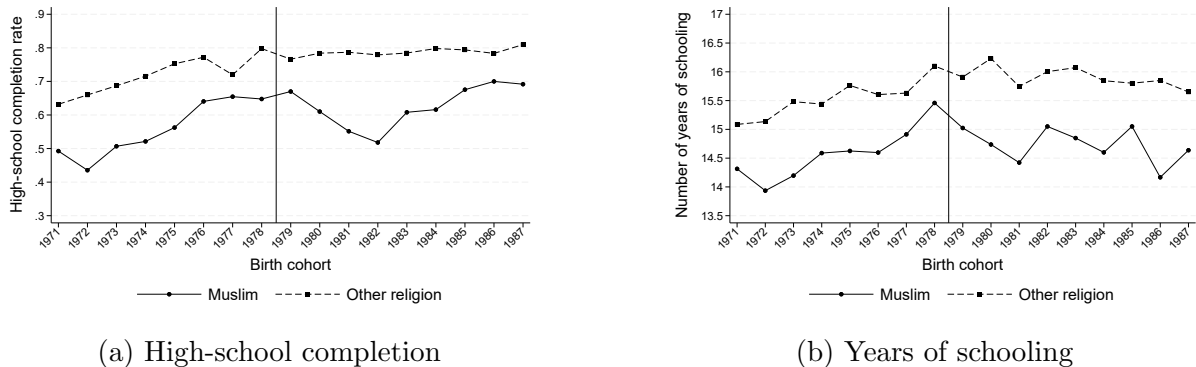 High-school completion rate
.9
.8
.7
.6
.5
.4
.3
1971 1972 1973 1974 1975 1976 1977 1978 1979 1980 1981 1982 1983 1984 1985 1986 1987
Birth cohort
Muslim Other religion
(a) High-school completion
Number of years of schooling
17
16.5
16
15.5
15
14.5
14
13.5
1971 1972 1973 1974 1975 1976 1977 1978 1979 1980 1981 1982 1983 1984 1985 1986 1987
Birth cohort
Muslim Other religion
(b) Years of schooling